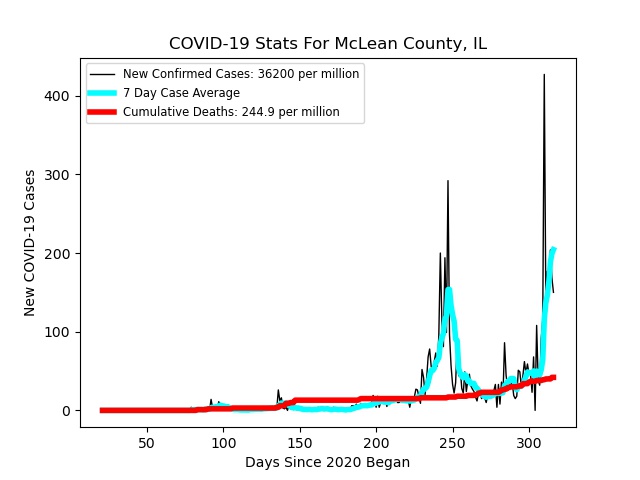 COVID-19 Stats For McLean County, IL
New Confirmed Cases: 36200 per million
7 Day Case Average
Cumulative Deaths: 244.9 per million
New COVID-19 Cases
400
300
200
100
0
50 100 150 200 250 300
Days Since 2020 Began